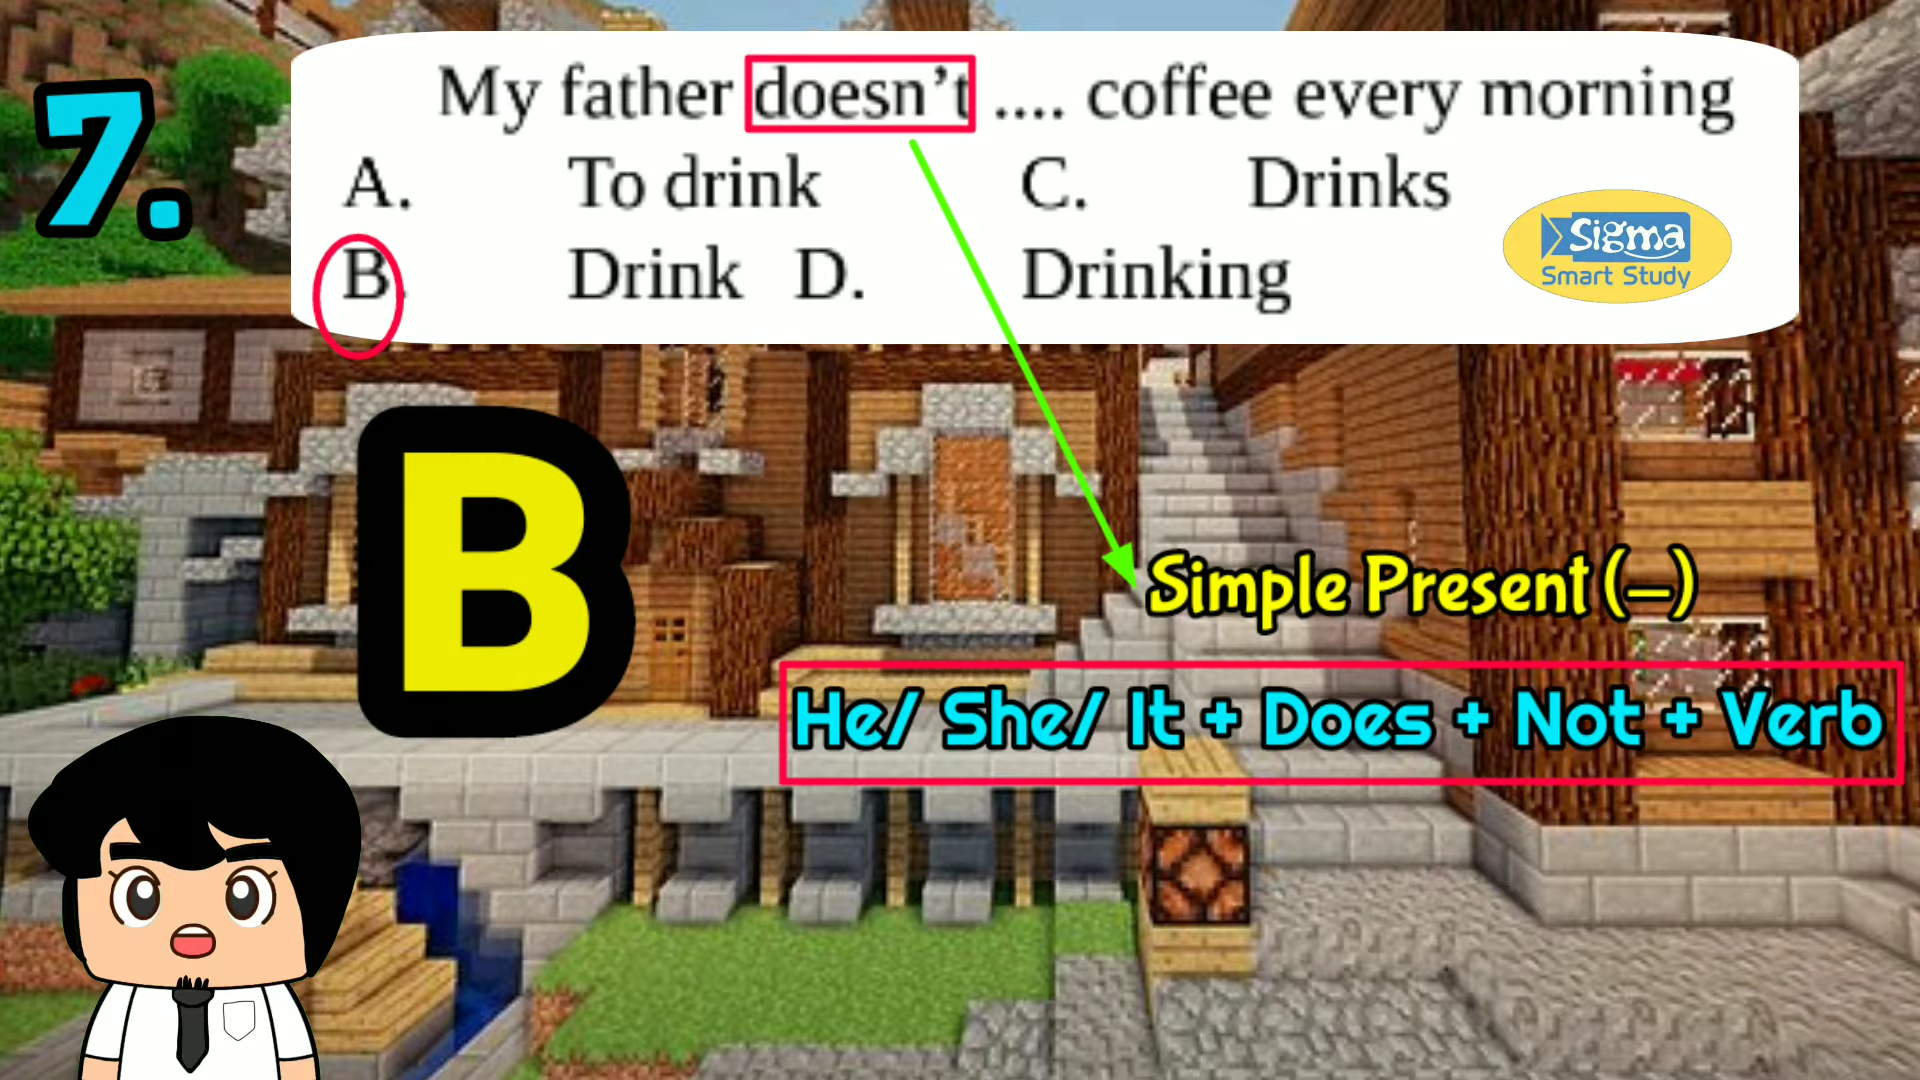 7.
My father doesn't .... coffee every morning
A. To drink C. Drinks
B. Drink D. Drinking
Sigma
Smart Study
B
Simple Present (-)
He/ She/ It + Does + Not + Verb